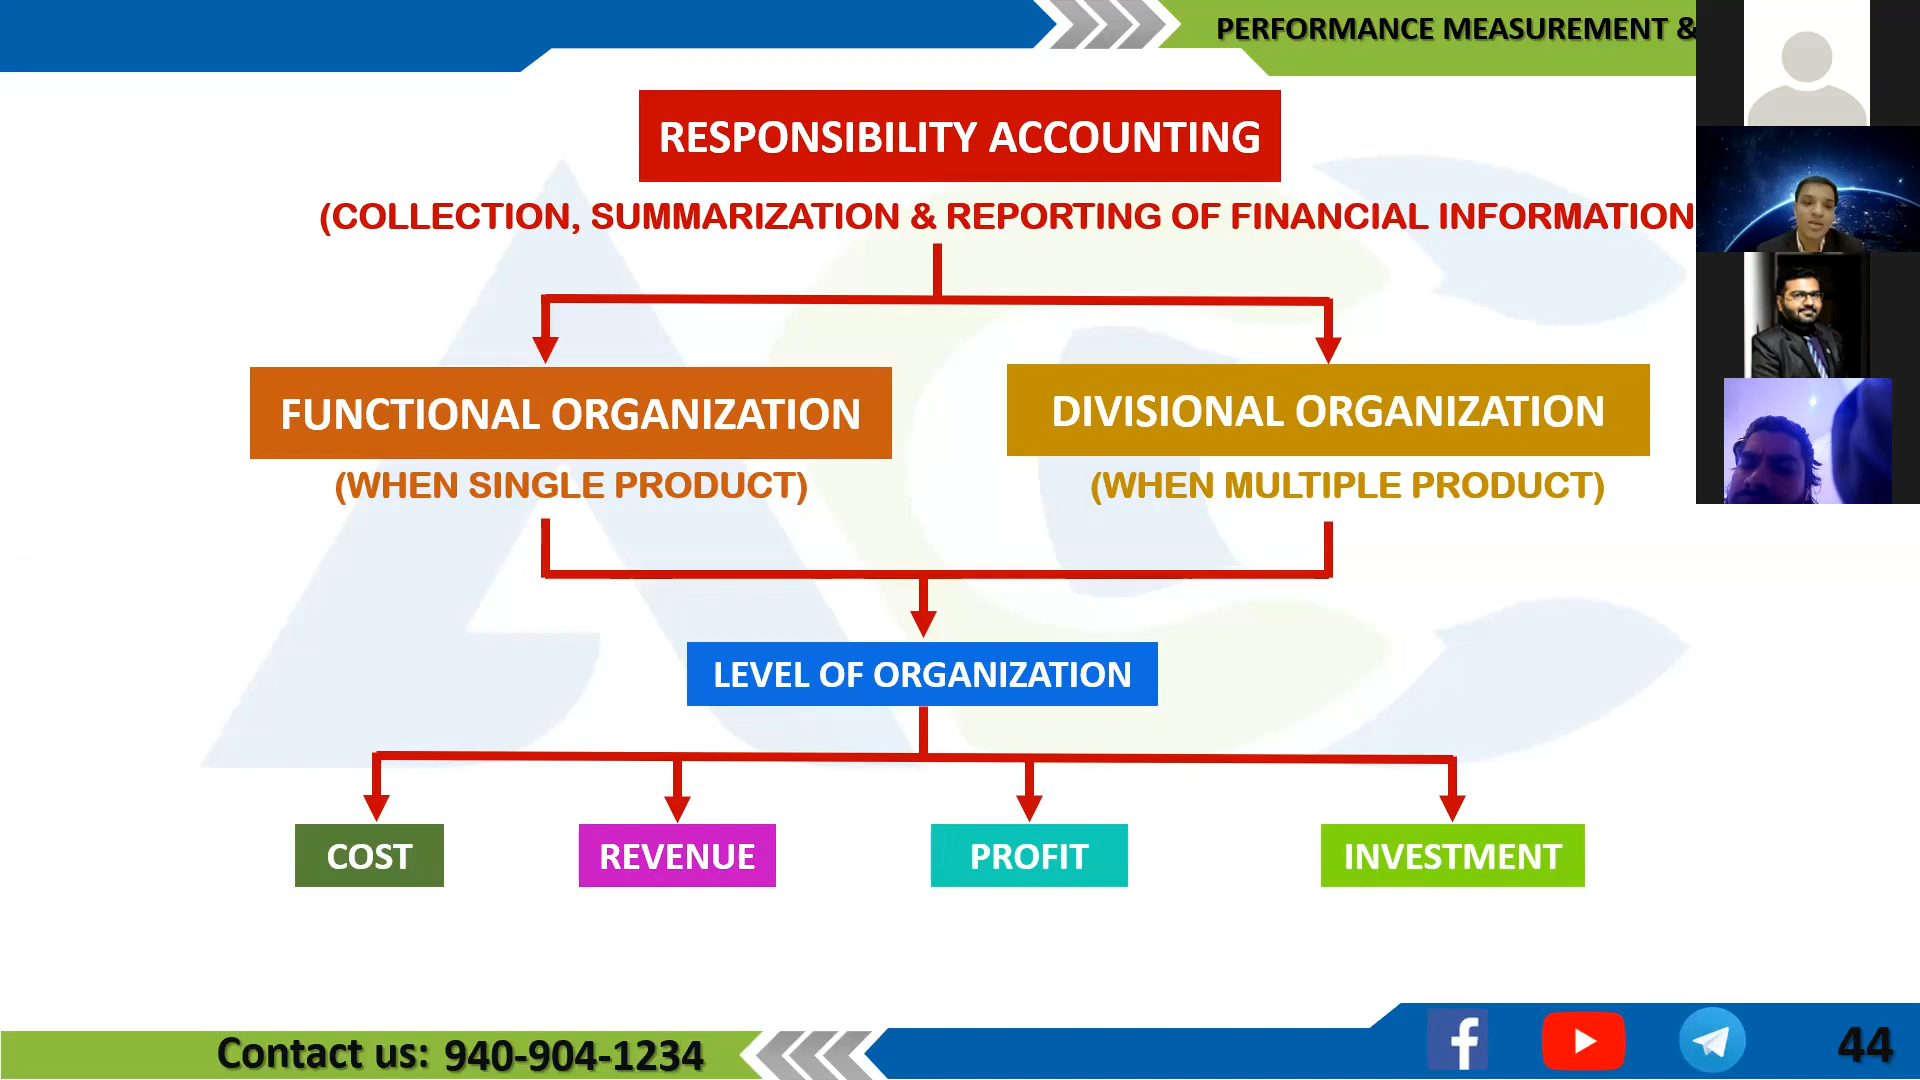 PERFORMANCE MEASUREMENT &
RESPONSIBILITY ACCOUNTING
(COLLECTION, SUMMARIZATION & REPORTING OF FINANCIAL INFORMATION
FUNCTIONAL ORGANIZATION
DIVISIONAL ORGANIZATION
(WHEN SINGLE PRODUCT)
(WHEN MULTIPLE PRODUCT)
LEVEL OF ORGANIZATION
COST
REVENUE
PROFIT
INVESTMENT
Contact us: 940-904-1234
44